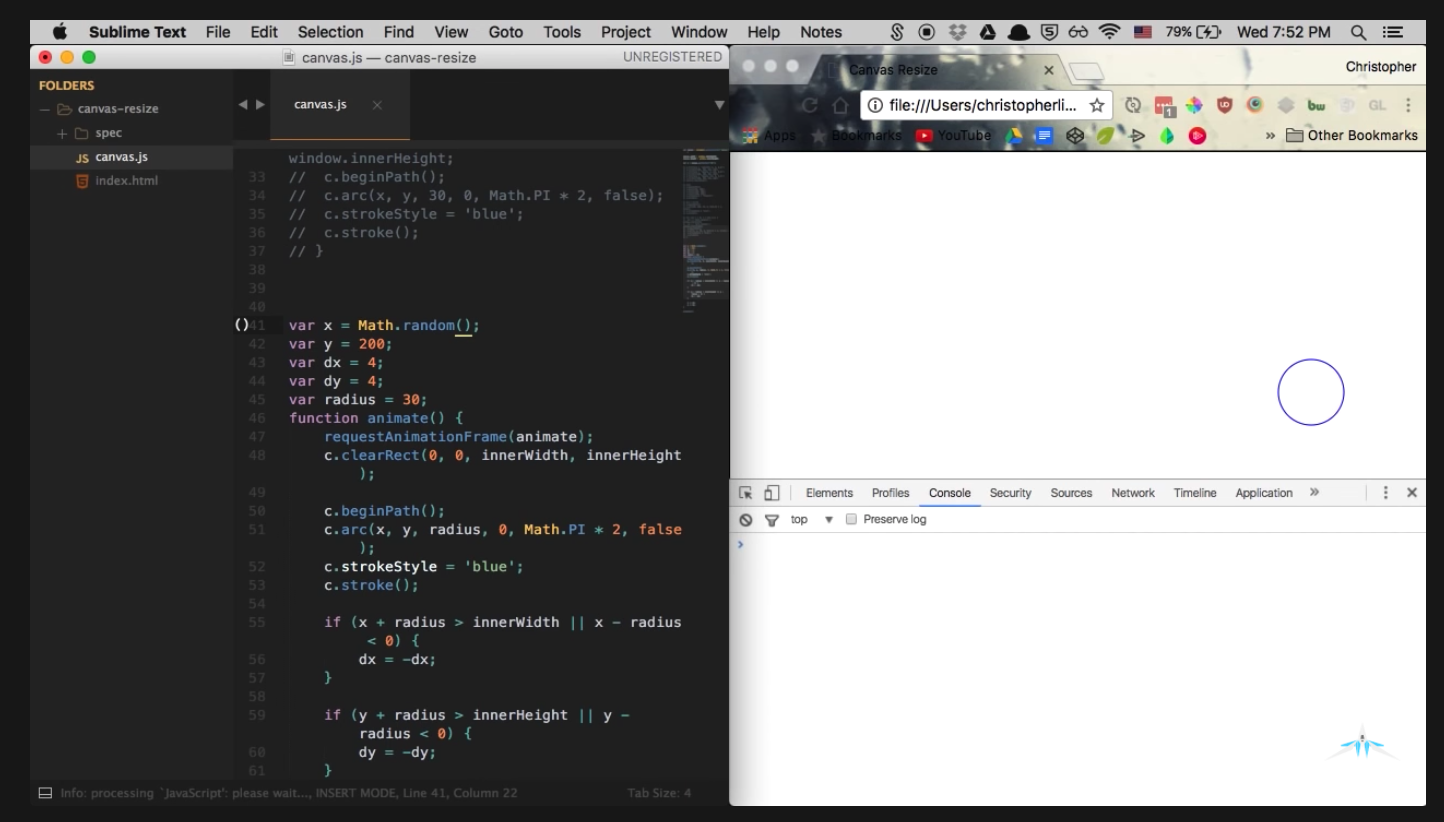 Sublime Text File Edit Selection Find View Goto Tools Project Window Help Notes 79% Wed 7:52 PM
canvas.js — canvas-resize UNREGISTERED
FOLDERS
canvas-resize
spec
JS canvas.js
index.html
canvas.js
window.innerHeight;
33 //  c.beginPath();
34 //  c.arc(x, y, 30, 0, Math.PI * 2, false);
35 //  c.strokeStyle = 'blue';
36 //  c.stroke();
37 // }
38
39
40
()41 var x = Math.random();
42 var y = 200;
43 var dx = 4;
44 var dy = 4;
45 var radius = 30;
46 function animate() {
47     requestAnimationFrame(animate);
48     c.clearRect(0, 0, innerWidth, innerHeight
);
49
50     c.beginPath();
51     c.arc(x, y, radius, 0, Math.PI * 2, false
);
52     c.strokeStyle = 'blue';
53     c.stroke();
54
55     if (x + radius > innerWidth || x - radius
< 0) {
56         dx = -dx;
57     }
58
59     if (y + radius > innerHeight || y -
radius < 0) {
60         dy = -dy;
61     }
Info: processing `JavaScript': please wait..., INSERT MODE, Line 41, Column 22 Tab Size: 4
Canvas Resize Christopher
file:///Users/christopherli... 1 bw GL
Apps Bookmarks YouTube » Other Bookmarks
Elements Profiles Console Security Sources Network Timeline Application »
top Preserve log